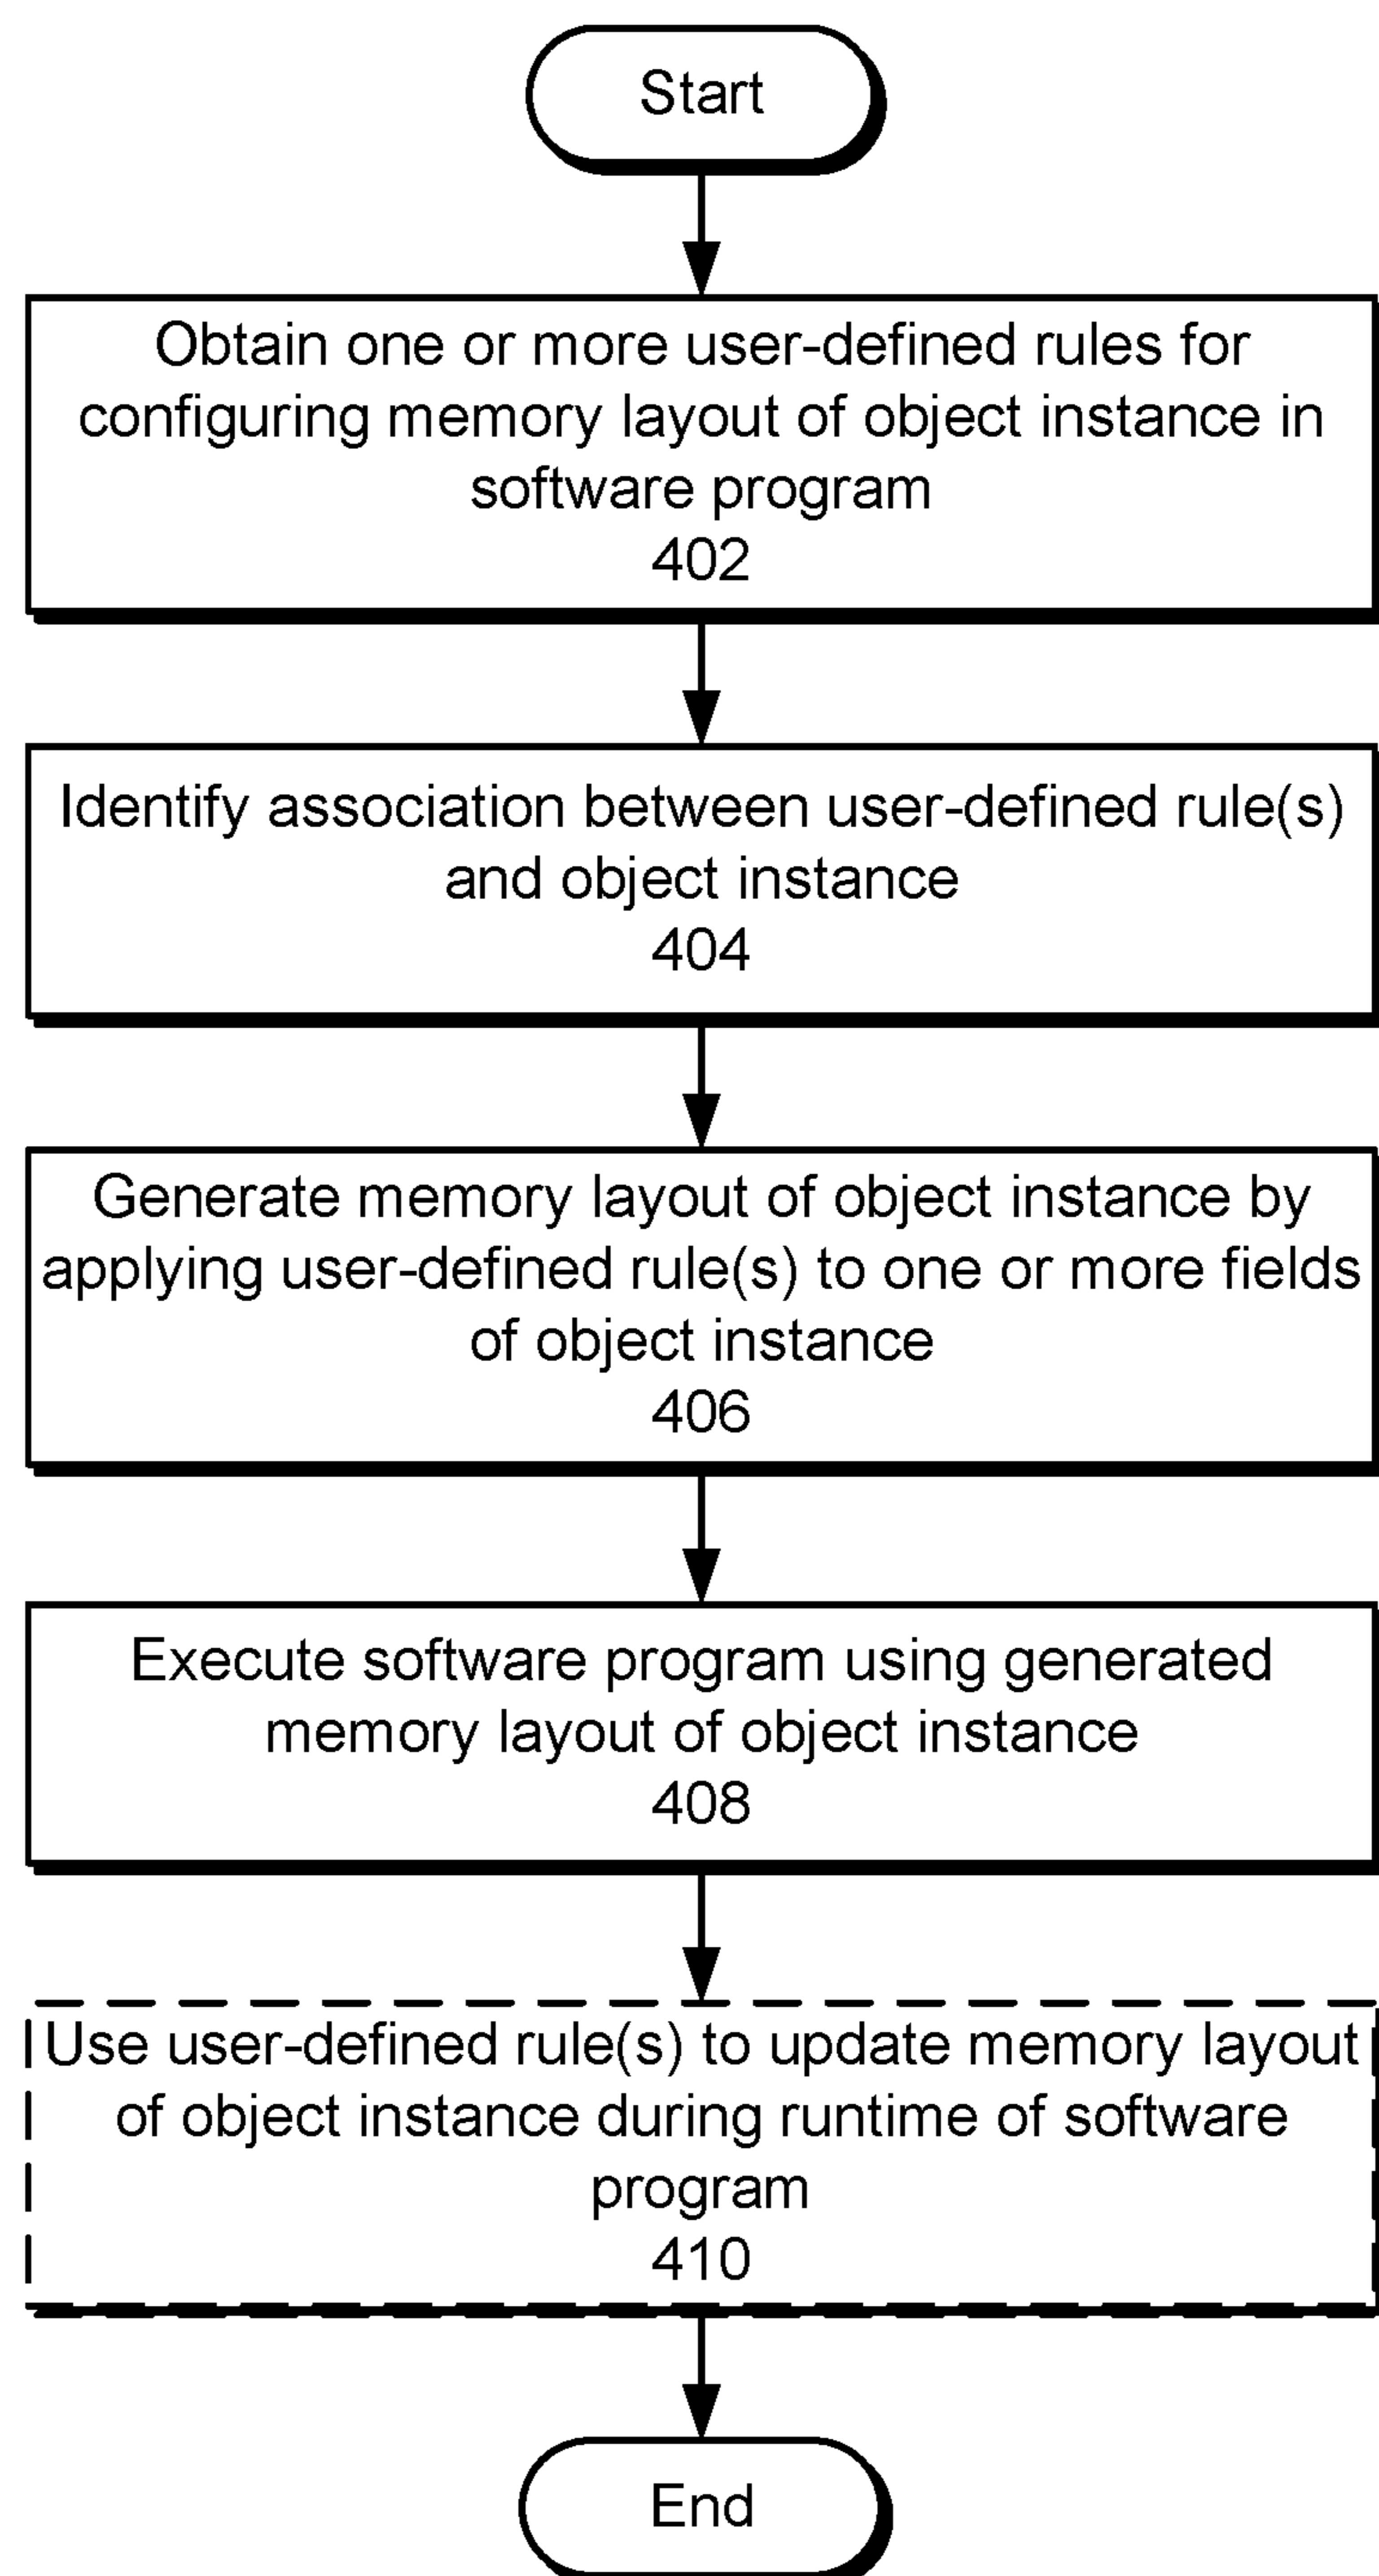 Start
Obtain one or more user-defined rules for
configuring memory layout of object instance in
software program
402
Identify association between user-defined rule(s)
and object instance
404
Generate memory layout of object instance by
applying user-defined rule(s) to one or more fields
of object instance
406
Execute software program using generated
memory layout of object instance
408
Use user-defined rule(s) to update memory layout
of object instance during runtime of software
program
410
End